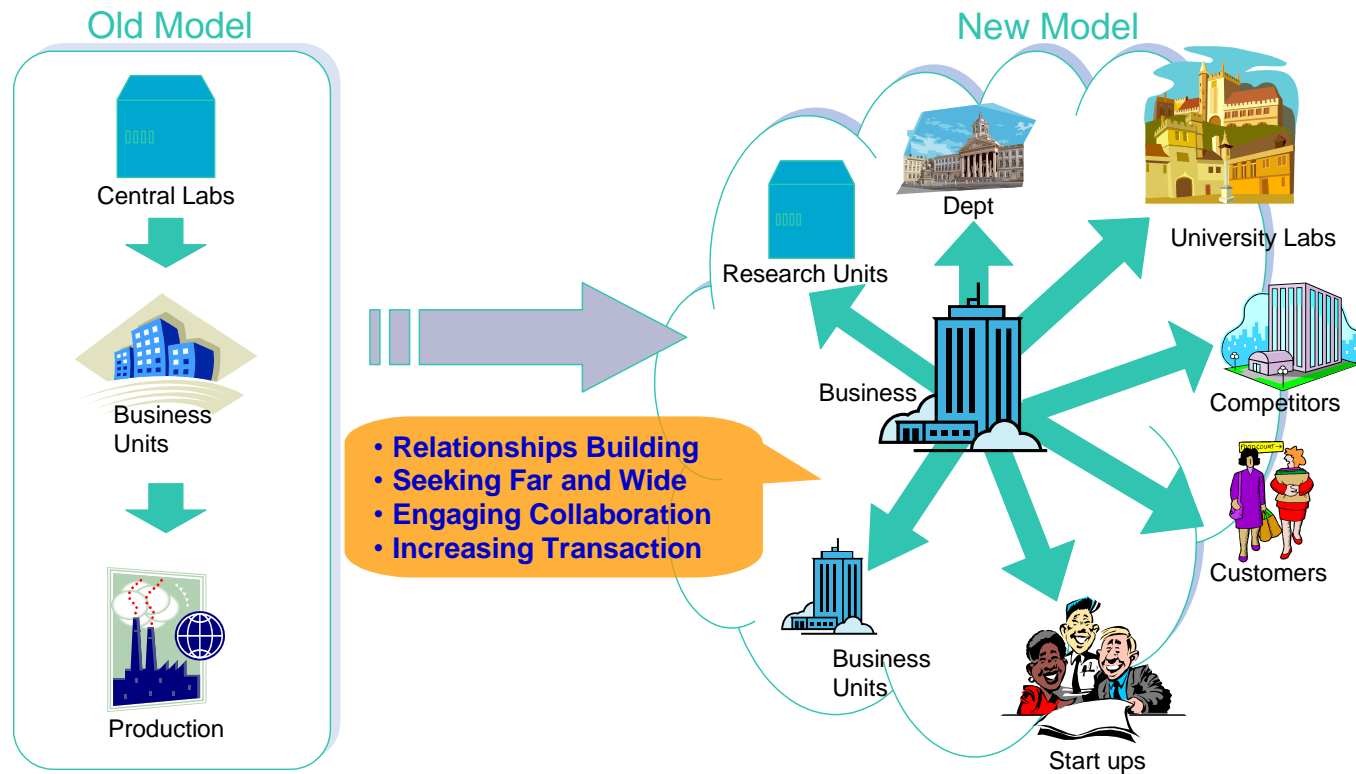 Old Model
Central Labs
Business
Units
Production
New Model
Dept
University Labs
Research Units
Business
Competitors
FOODCOURT→
Customers
• Relationships Building
• Seeking Far and Wide
• Engaging Collaboration
• Increasing Transaction
Business
Units
Start ups